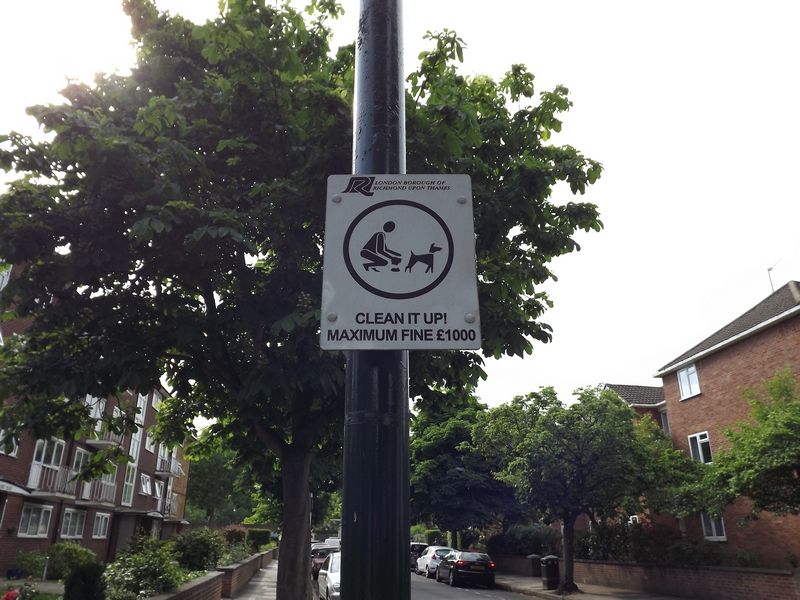 LONDON BOROUGH OF
RICHMOND UPON THAMES
CLEAN IT UP!
MAXIMUM FINE £1000